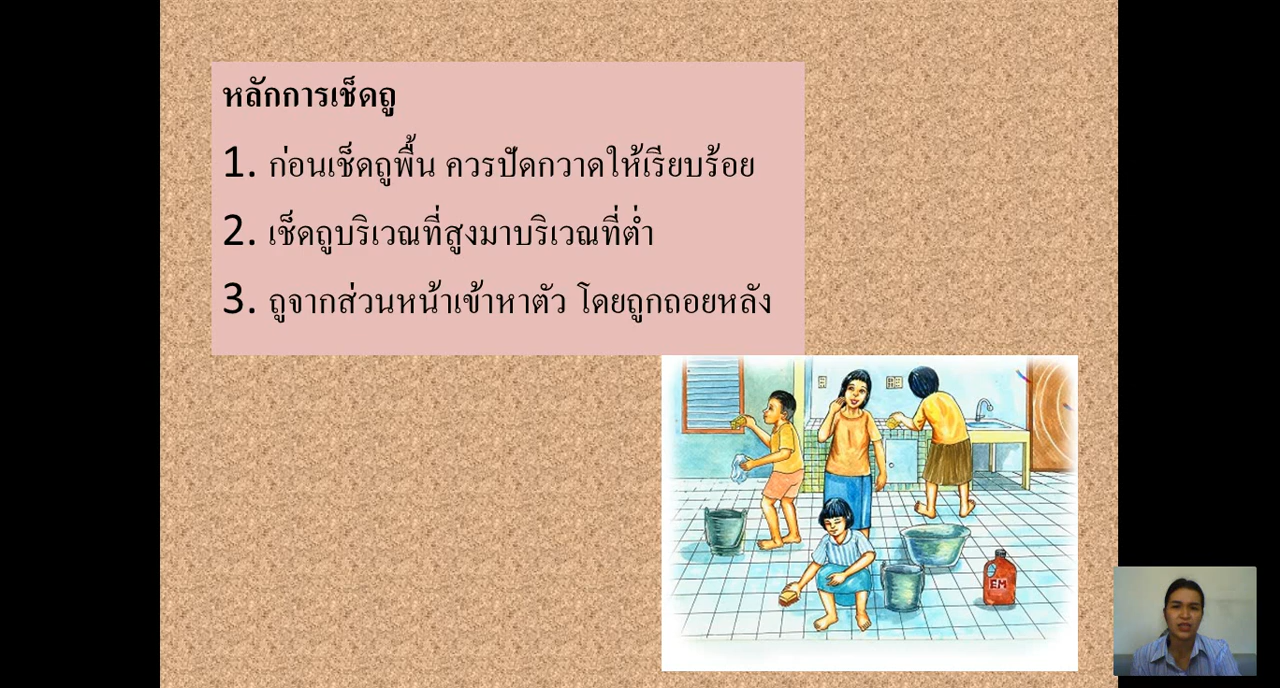 หลักการเช็ดถู
1. ก่อนเช็ดถูพื้น ควรปัดกวาดให้เรียบร้อย
2. เช็ดถูบริเวณที่สูงมาบริเวณที่ต่ำ
3. ถูจากส่วนหน้าเข้าหาตัว โดยถูกถอยหลัง
EM